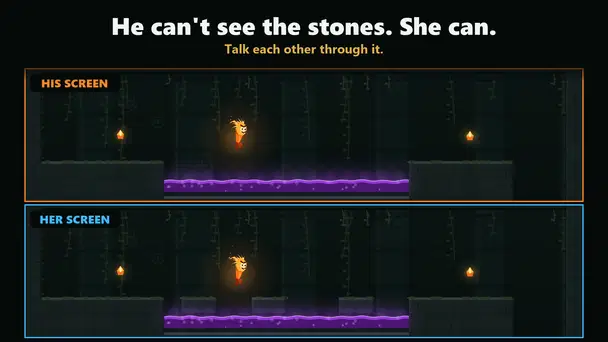 He can't see the stones. She can.
Talk each other through it.
HIS SCREEN
HER SCREEN